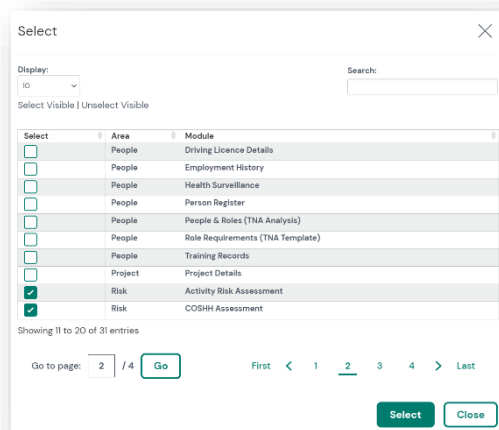 Select
Display:
10
Search:
Select Visible | Unselect Visible
Select Area Module
People Driving Licence Details
People Employment History
People Health Surveillance
People Person Register
People People & Roles (TNA Analysis)
People Role Requirements (TNA Template)
People Training Records
Project Project Details
Risk Activity Risk Assessment
Risk COSHH Assessment
Showing 11 to 20 of 31 entries
Go to page: 2 / 4 Go First 1 2 3 4 Last
Select Close